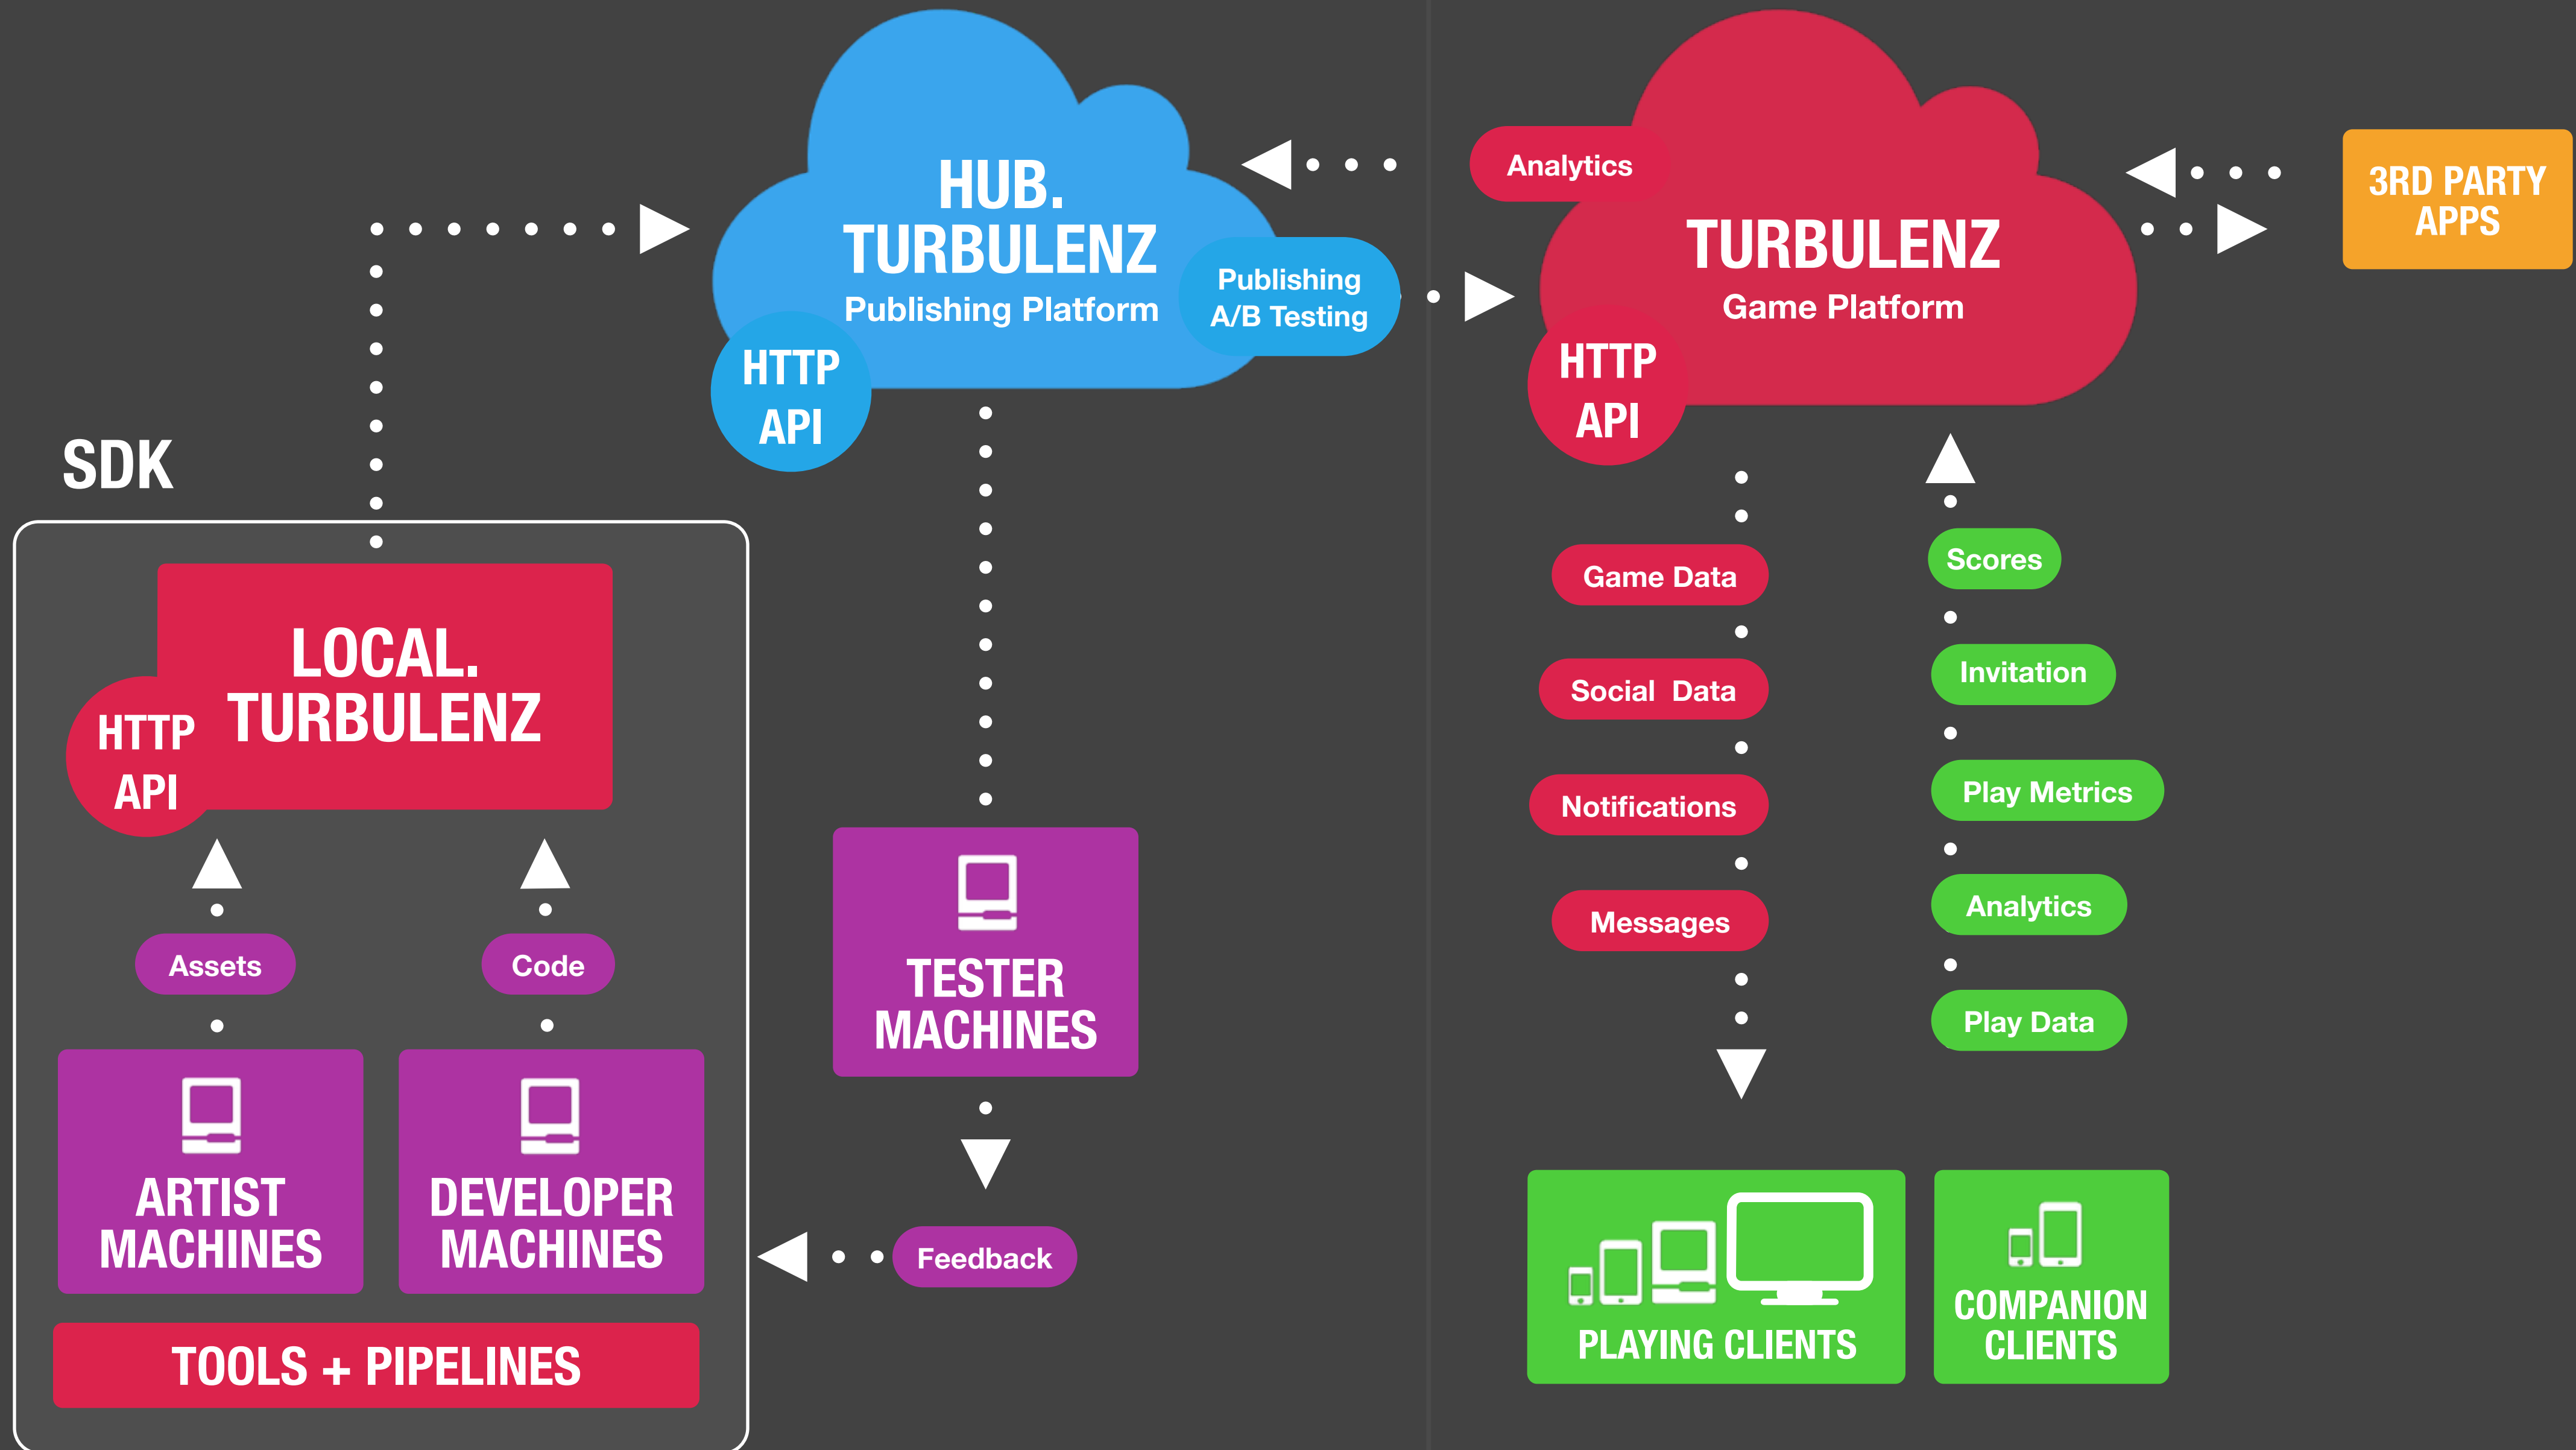 HUB.
TURBULENZ
Publishing Platform
HTTP
API
Publishing
A/B Testing
Analytics
TURBULENZ
Game Platform
HTTP
API
3RD PARTY
APPS
SDK
LOCAL.
TURBULENZ
HTTP
API
Assets
Code
ARTIST
MACHINES
DEVELOPER
MACHINES
TOOLS + PIPELINES
TESTER
MACHINES
Feedback
Game Data
Social Data
Notifications
Messages
Scores
Invitation
Play Metrics
Analytics
Play Data
PLAYING CLIENTS
COMPANION
CLIENTS